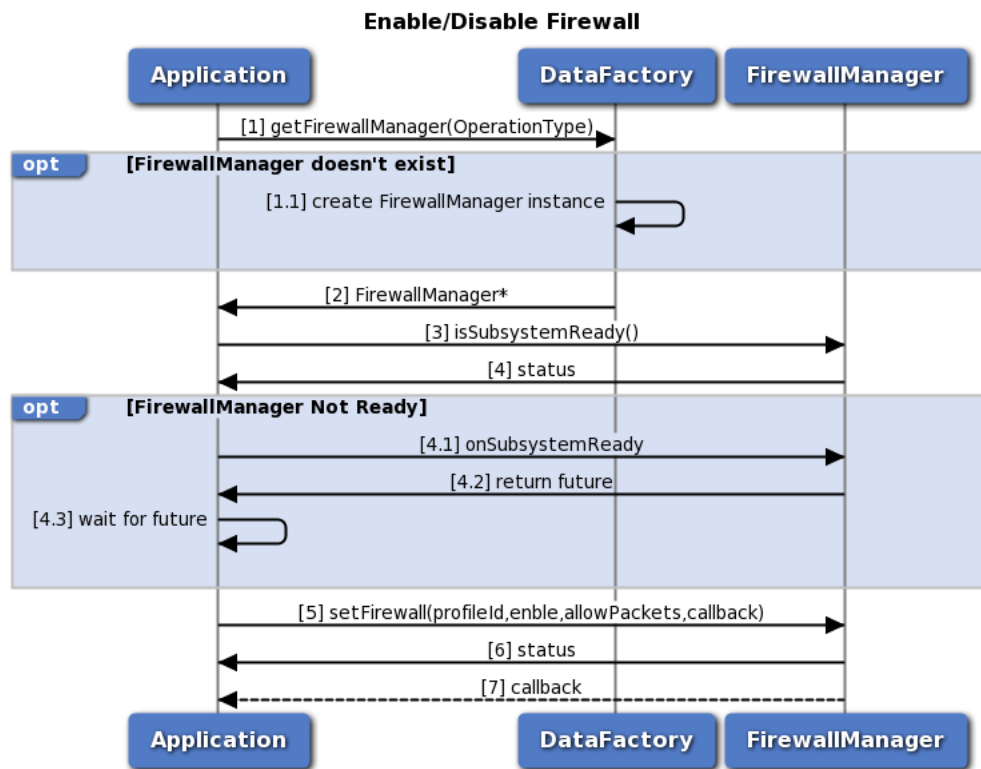 Enable/Disable Firewall
Application DataFactory FirewallManager
[1] getFirewallManager(OperationType)
opt [FirewallManager doesn't exist]
[1.1] create FirewallManager instance
[2] FirewallManager*
[3] isSubsystemReady()
[4] status
opt [FirewallManager Not Ready]
[4.1] onSubsystemReady
[4.2] return future
[4.3] wait for future
[5] setFirewall(profileId,enble,allowPackets,callback)
[6] status
[7] callback
Application DataFactory FirewallManager